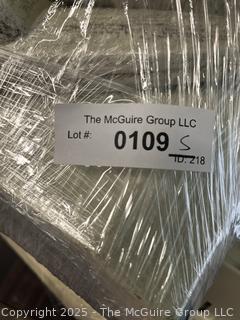 The McGuire Group LLC
Lot #: 0109 S
ID: 218
Copyright 2025 - The McGuire Group LLC